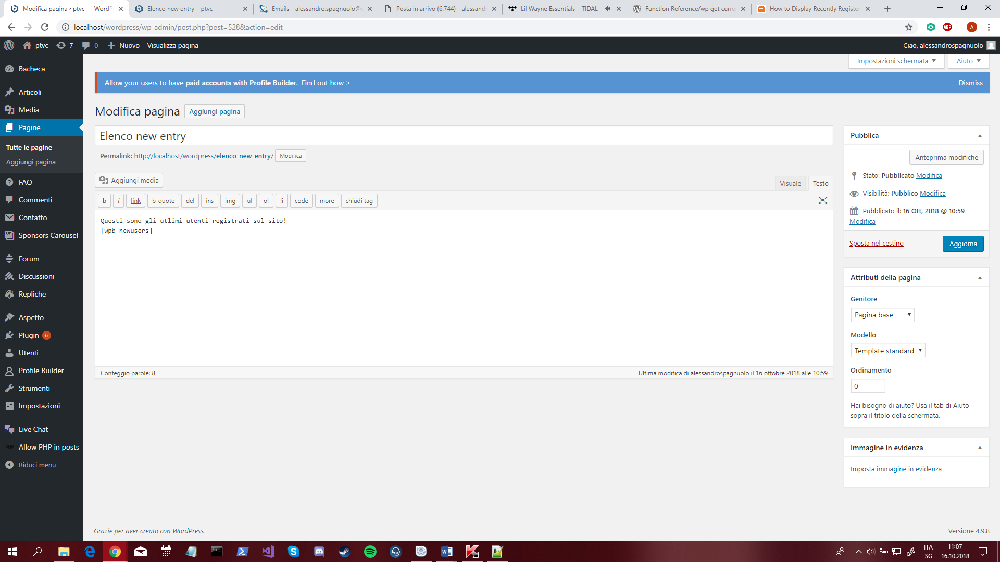 Modifica pagina ‹ ptvc — WordP
Elenco new entry – ptvc
Emails - alessandro.spagnuolo@
Posta in arrivo (6.744) - alessand
Lil Wayne Essentials – TIDAL
Function Reference/wp get curre
How to Display Recently Register
localhost/wordpress/wp-admin/post.php?post=528&action=edit
ABP
A
ptvc
7
0
Nuovo
Visualizza pagina
Ciao, alessandrospagnuolo
Impostazioni schermata
Aiuto
Bacheca
Articoli
Media
Pagine
Tutte le pagine
Aggiungi pagina
FAQ
Commenti
Contatto
Sponsors Carousel
Forum
Discussioni
Repliche
Aspetto
Plugin 6
Utenti
Profile Builder
Strumenti
Impostazioni
Live Chat
PHP Allow PHP in posts
Riduci menu
Allow your users to have paid accounts with Profile Builder. Find out how >
Dismiss
Modifica pagina
Aggiungi pagina
Elenco new entry
Permalink: http://localhost/wordpress/elenco-new-entry/ Modifica
Aggiungi media
Visuale
Testo
b
i
link
b-quote
del
ins
img
ul
ol
li
code
more
chiudi tag
Questi sono gli utlimi utenti registrati sul sito!
[wpb_newusers]
Conteggio parole: 8
Ultima modifica di alessandrospagnuolo il 16 ottobre 2018 alle 10:59
Pubblica
Anteprima modifiche
Stato: Pubblicato Modifica
Visibilità: Pubblico Modifica
Pubblicato il: 16 Ott, 2018 @ 10:59
Modifica
Sposta nel cestino
Aggiorna
Attributi della pagina
Genitore
Pagina base
Modello
Template standard
Ordinamento
0
Hai bisogno di aiuto? Usa il tab di Aiuto
sopra il titolo della schermata.
Immagine in evidenza
Imposta immagine in evidenza
Grazie per aver creato con WordPress.
Versione 4.9.8
ITA
SG
11:07
16.10.2018